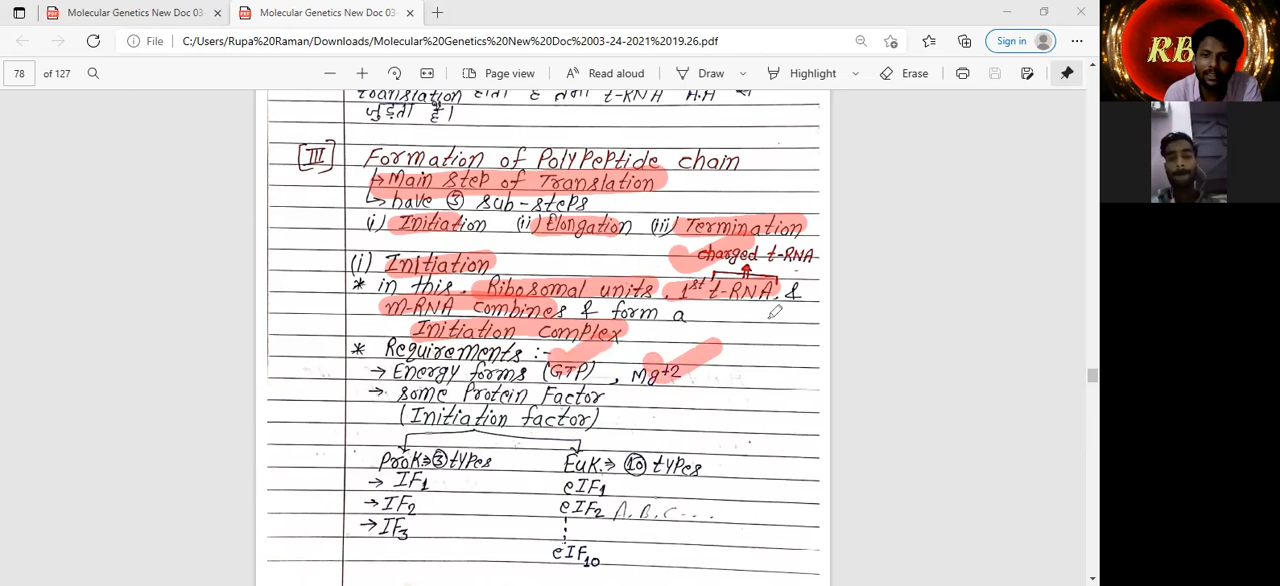 Molecular Genetics New Doc 03-
Molecular Genetics New Doc 03-
File C:/Users/Rupa%20Raman/Downloads/Molecular%20Genetics%20New%20Doc%2003-24-2021%2019.26.pdf
Sign in
78 of 127
Page view
Read aloud
Draw
Highlight
Erase
RB
translation होता है तभी t-RNA A.A से
जुड़ता है।
III Formation of PolyPePtide chain
↳ Main Step of Translation
↳ have ③ sub-steps
(i) Initiation (ii) Elongation (iii) Termination
charged t-RNA
(i) Initiation
* in this, Ribosomal units, 1st t-RNA, &
m-RNA combines & form a
Initiation complex
* Requirements :-
→ Energy forms (GTP), Mg+2
→ some Protein Factor
(Initiation factor)
ProK⇒ ③ types
EuK.⇒ ⑩ types
→ IF1
eIF1
→ IF2
eIF2 A, B, C - - -
→ IF3
eIF10